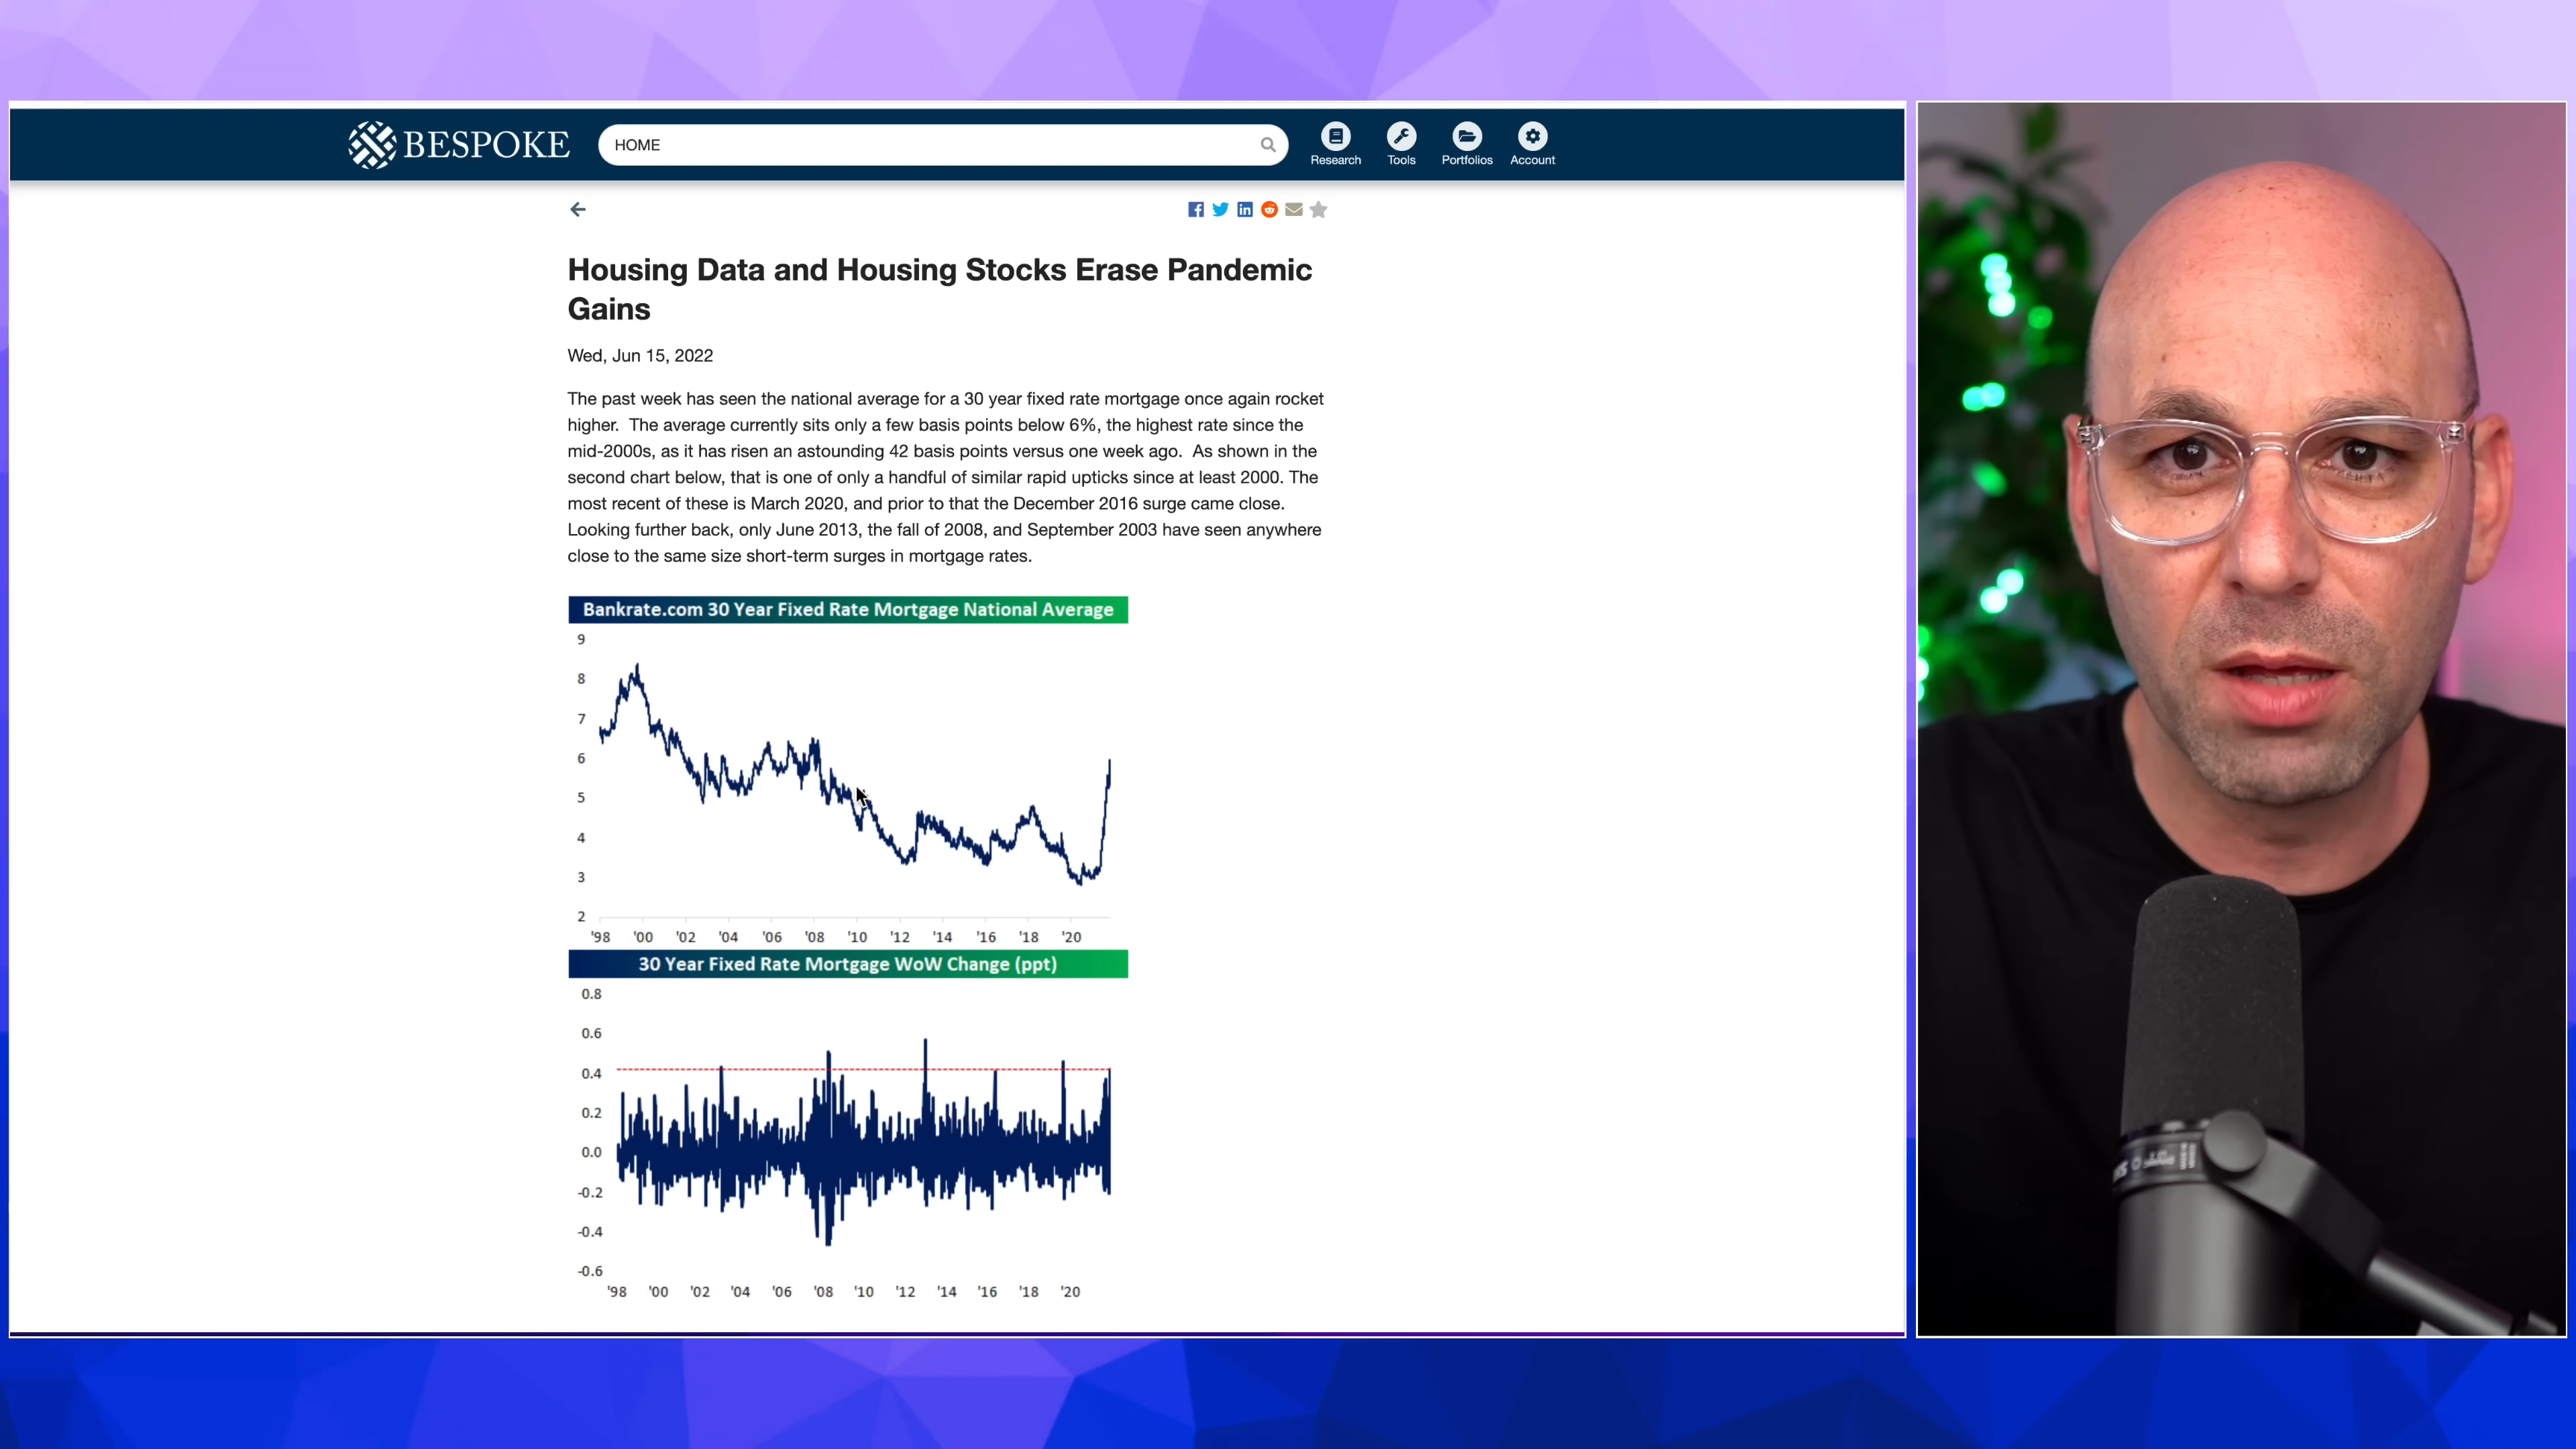 BESPOKE
HOME
Research
Tools
Portfolios
Account
Housing Data and Housing Stocks Erase Pandemic
Gains
Wed, Jun 15, 2022
The past week has seen the national average for a 30 year fixed rate mortgage once again rocket
higher. The average currently sits only a few basis points below 6%, the highest rate since the
mid-2000s, as it has risen an astounding 42 basis points versus one week ago. As shown in the
second chart below, that is one of only a handful of similar rapid upticks since at least 2000. The
most recent of these is March 2020, and prior to that the December 2016 surge came close.
Looking further back, only June 2013, the fall of 2008, and September 2003 have seen anywhere
close to the same size short-term surges in mortgage rates.
Bankrate.com 30 Year Fixed Rate Mortgage National Average
9
8
7
6
5
4
3
2
'98 '00 '02 '04 '06 '08 '10 '12 '14 '16 '18 '20
30 Year Fixed Rate Mortgage WoW Change (ppt)
0.8
0.6
0.4
0.2
0.0
-0.2
-0.4
-0.6
'98 '00 '02 '04 '06 '08 '10 '12 '14 '16 '18 '20